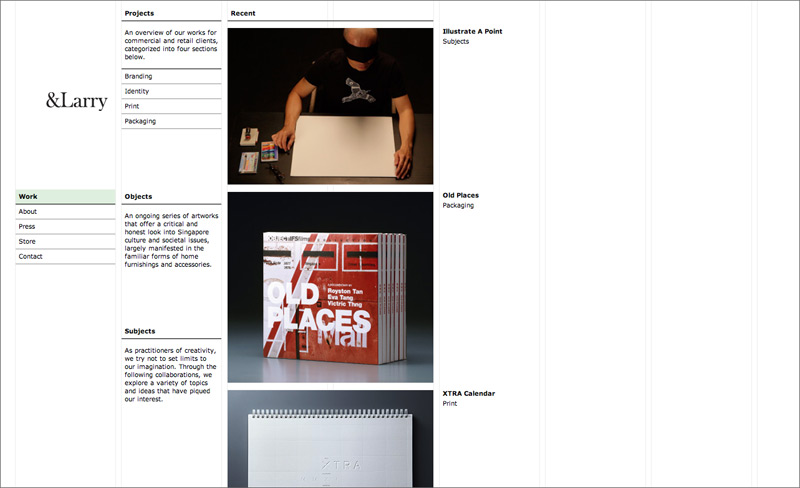 &Larry
Work
About
Press
Store
Contact
Projects
An overview of our works for
commercial and retail clients,
categorized into four sections
below.
Branding
Identity
Print
Packaging
Objects
An ongoing series of artworks
that offer a critical and
honest look into Singapore
culture and societal issues,
largely manifested in the
familiar forms of home
furnishings and accessories.
Subjects
As practitioners of creativity,
we try not to set limits to
our imagination. Through the
following collaborations, we
explore a variety of topics
and ideas that have piqued
our interest.
Recent
Illustrate A Point
Subjects
Royston Tan
Eva Tang
Victric Thng
OLD
PLACES
Old Places
Packaging
XTRA
XTRA Calendar
Print